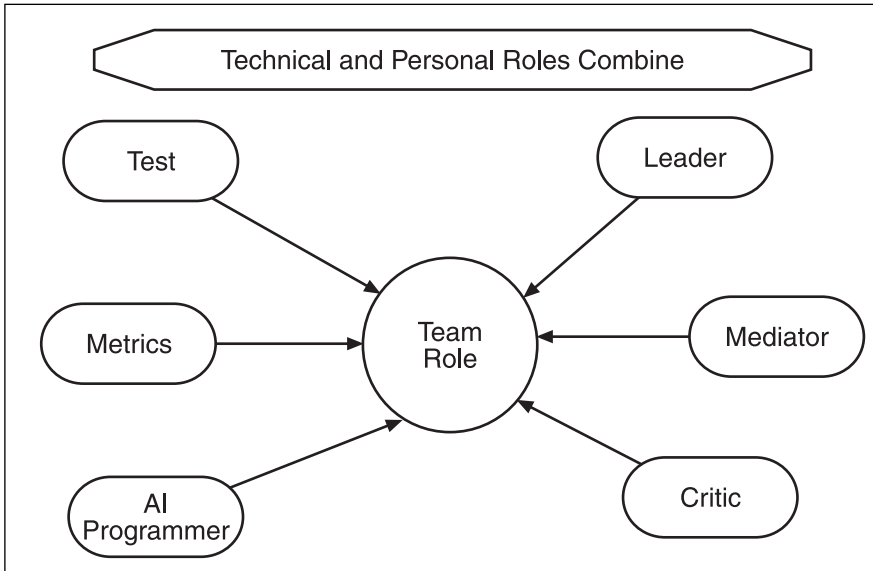 Technical and Personal Roles Combine
Test
Leader
Metrics
Team
Role
Mediator
AI
Programmer
Critic